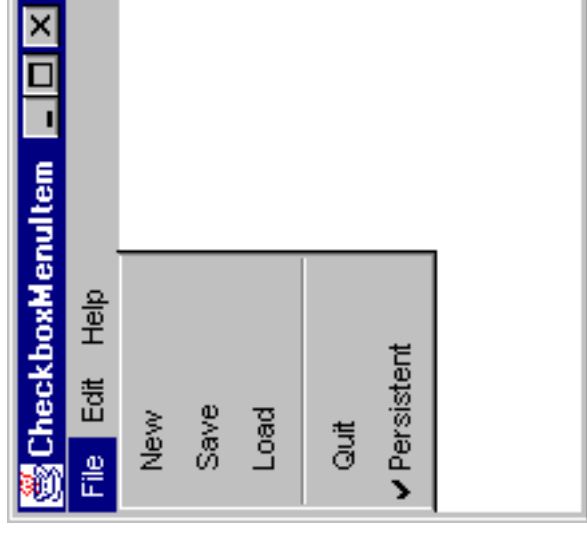 CheckboxMenuItem
File Edit Help
New
Save
Load
Quit
Persistent